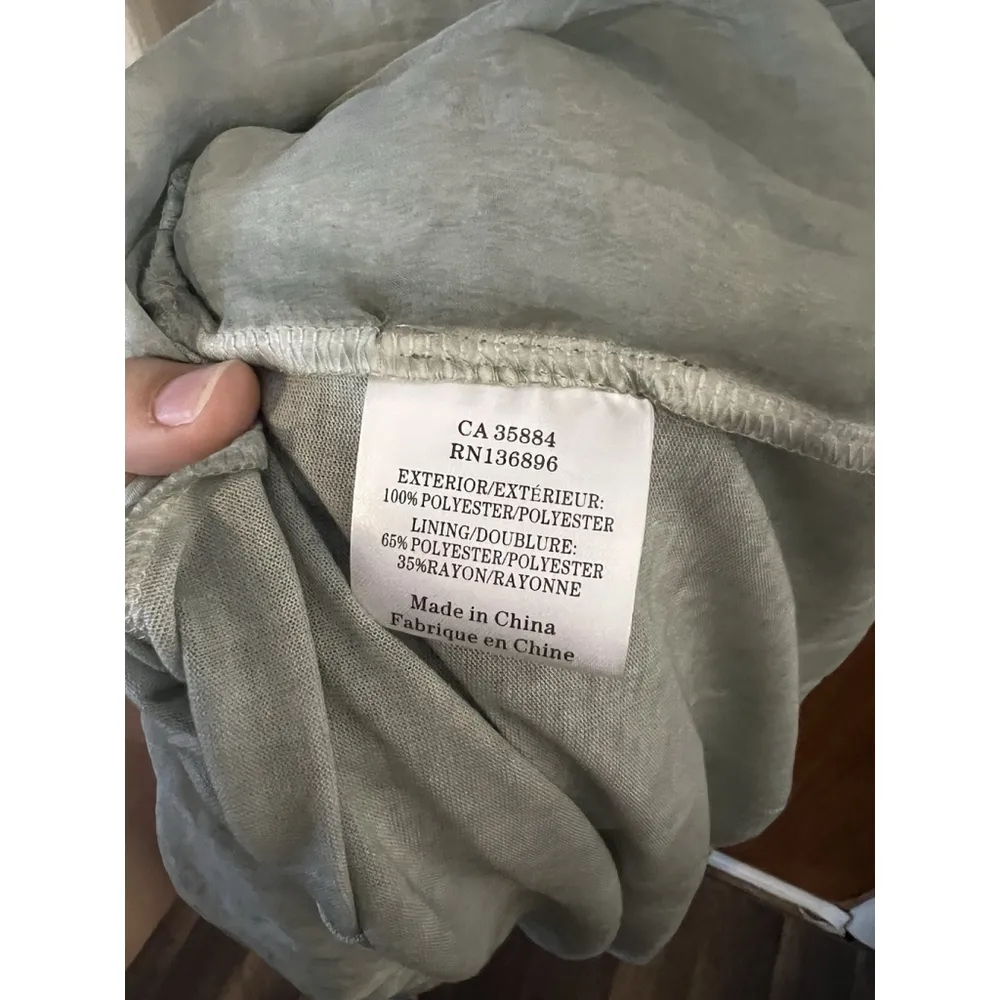 CA 35884
RN136896
EXTERIOR/EXTÉRIEUR:
100% POLYESTER/POLYESTER
LINING/DOUBLURE:
65% POLYESTER/POLYESTER
35%RAYON/RAYONNE
Made in China
Fabrique en Chine